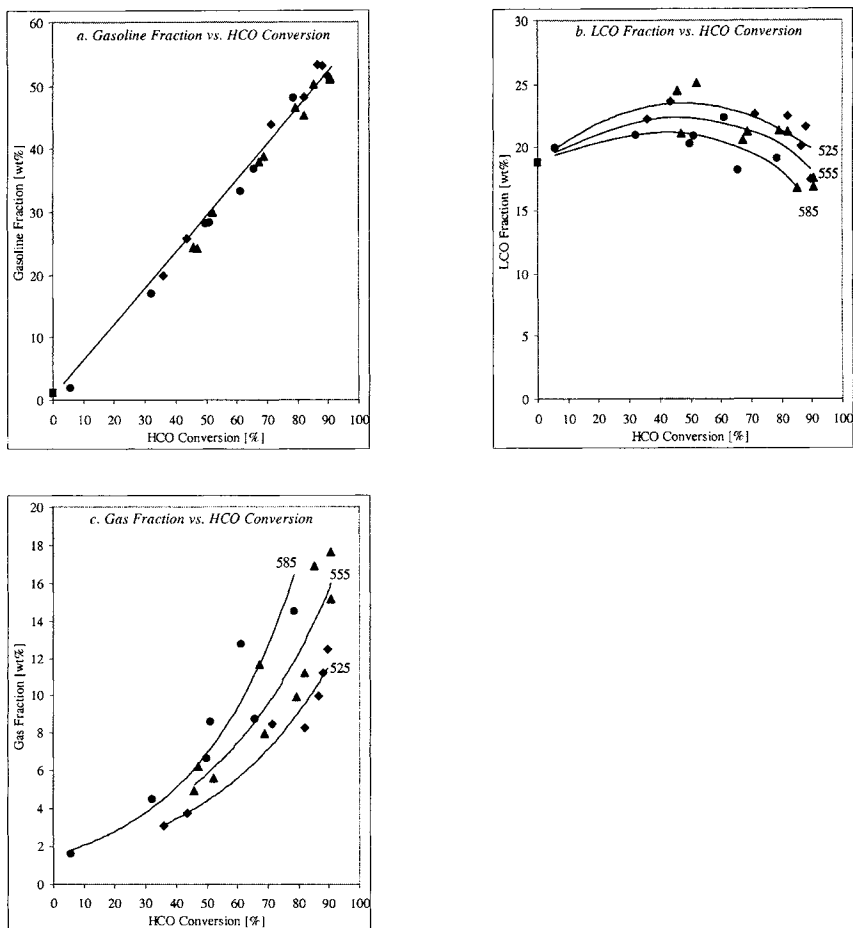 a. Gasoline Fraction vs. HCO Conversion
Gasoline Fraction [wt%]
60
50
40
30
20
10
0
0 10 20 30 40 50 60 70 80 90 100
HCO Conversion [%]
b. LCO Fraction vs. HCO Conversion
LCO Fraction [wt%]
30
25
20
15
10
5
0
525
555
585
0 10 20 30 40 50 60 70 80 90 100
HCO Conversion [%]
c. Gas Fraction vs. HCO Conversion
Gas Fraction [wt%]
20
18
16
14
12
10
8
6
4
2
0
585
555
525
0 10 20 30 40 50 60 70 80 90 100
HCO Conversion [%]